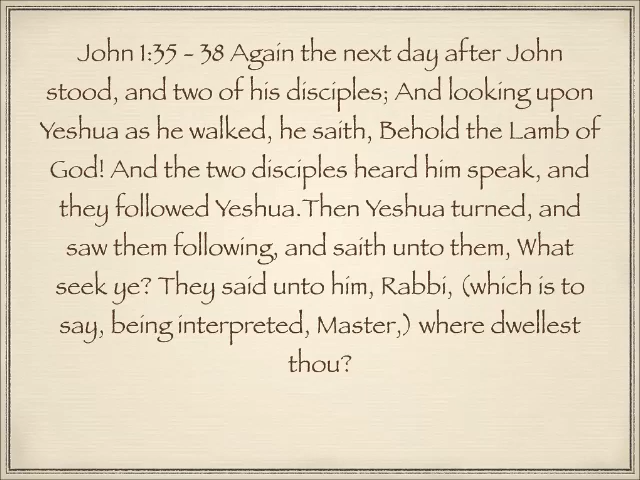 John 1:35 - 38 Again the next day after John
stood, and two of his disciples; And looking upon
Yeshua as he walked, he saith, Behold the Lamb of
God! And the two disciples heard him speak, and
they followed Yeshua.Then Yeshua turned, and
saw them following, and saith unto them, What
seek ye? They said unto him, Rabbi, (which is to
say, being interpreted, Master,) where dwellest
thou?